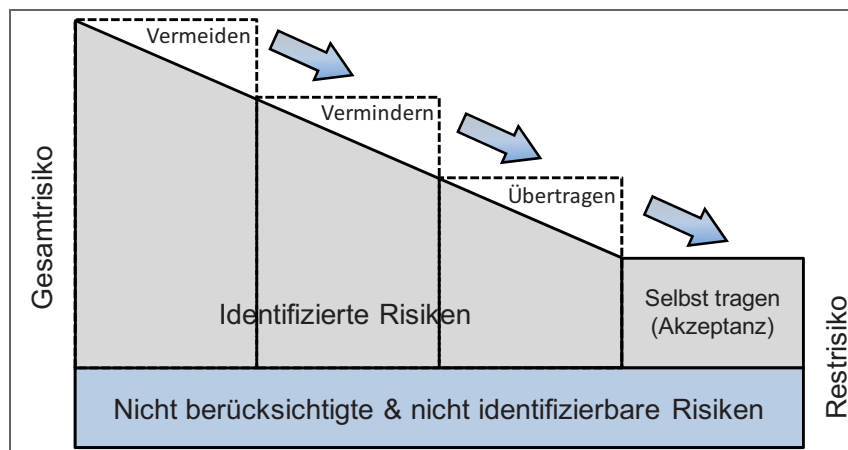 Vermeiden
Vermindern
Übertragen
Gesamtrisiko
Identifizierte Risiken
Selbst tragen
(Akzeptanz)
Restrisiko
Nicht berücksichtigte & nicht identifizierbare Risiken